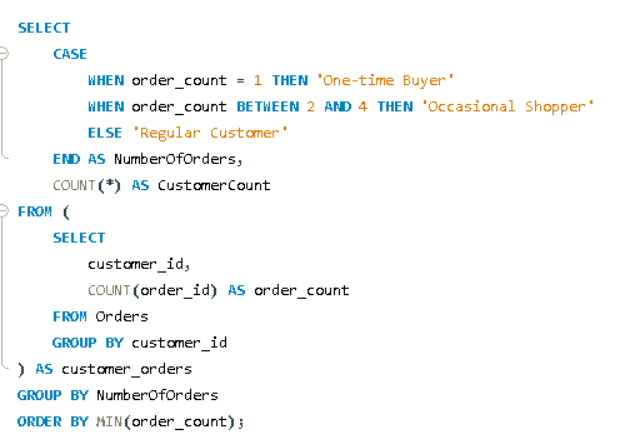 SELECT
CASE
WHEN order_count = 1 THEN 'One-time Buyer'
WHEN order_count BETWEEN 2 AND 4 THEN 'Occasional Shopper'
ELSE 'Regular Customer'
END AS NumberOfOrders,
COUNT(*) AS CustomerCount
FROM (
SELECT
customer_id,
COUNT(order_id) AS order_count
FROM Orders
GROUP BY customer_id
) AS customer_orders
GROUP BY NumberOfOrders
ORDER BY MIN(order_count);